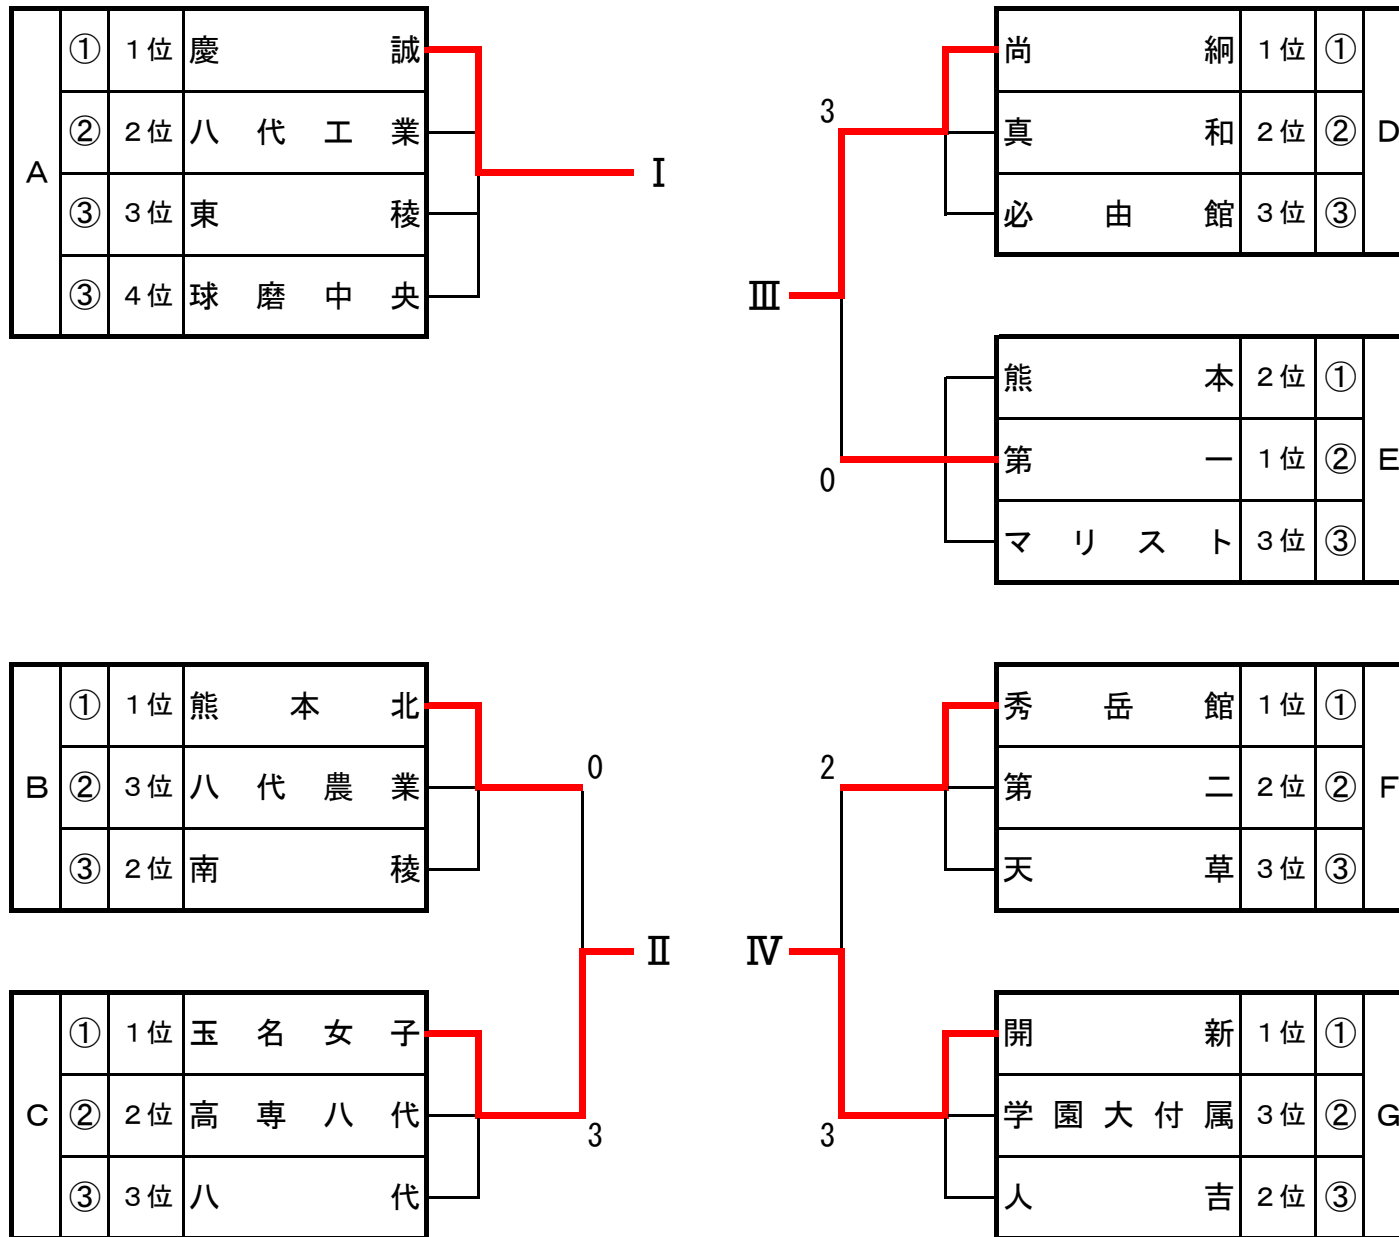 A
① 1位 慶誠
② 2位 八代工業
③ 3位 東稜
③ 4位 球磨中央
Ⅰ
尚絅 1位 ①
真和 2位 ②
必由館 3位 ③
D
3
Ⅲ
0
熊本 2位 ①
第一 1位 ②
マリスト 3位 ③
E
B
① 1位 熊本北
② 3位 八代農業
③ 2位 南稜
0
Ⅱ
3
C
① 1位 玉名女子
② 2位 高専八代
③ 3位 八代
秀岳館 1位 ①
第二 2位 ②
天草 3位 ③
F
2
Ⅳ
3
開新 1位 ①
学園大付属 3位 ②
人吉 2位 ③
G